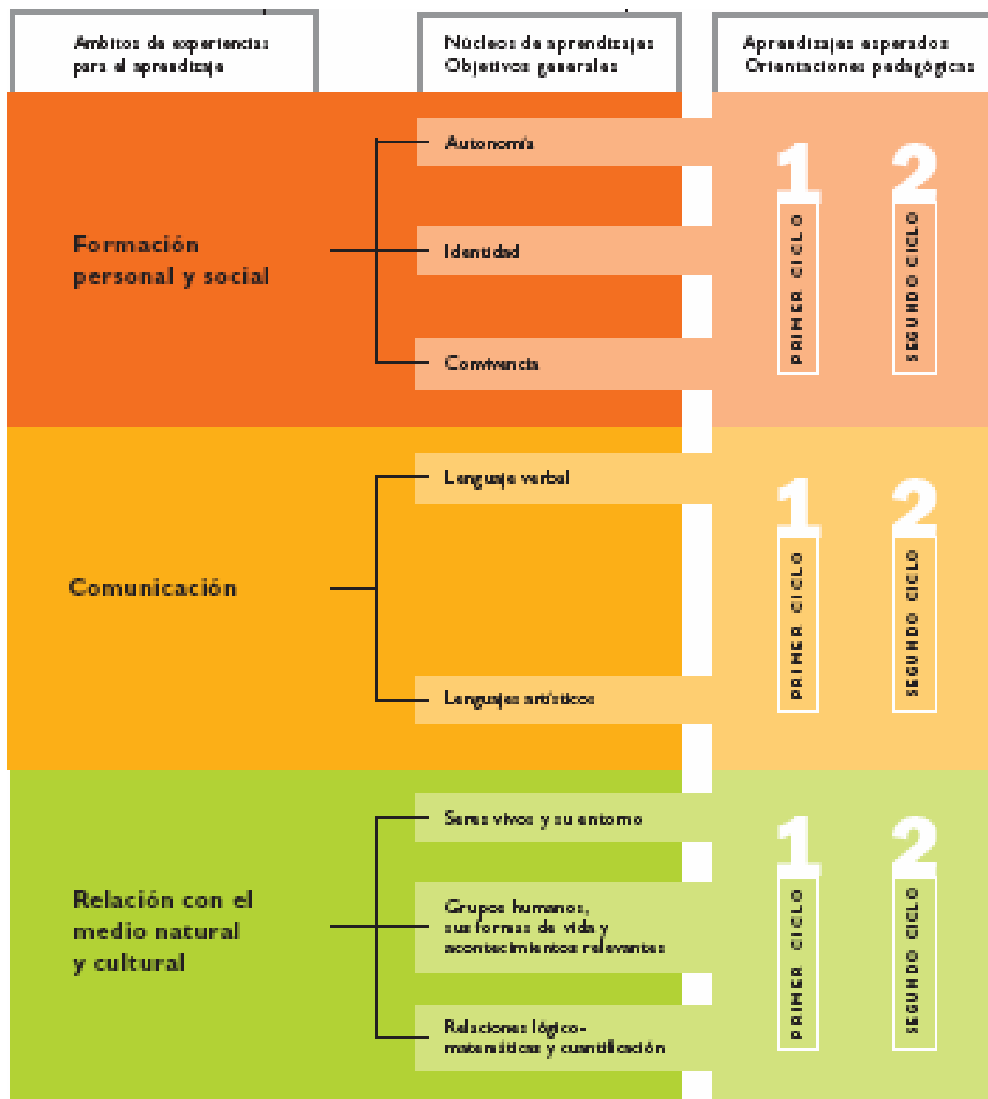 Ambitos de experiencias
para el aprendizaje
Núcleos de aprendizajes
Objetivos generales
Aprendizajes esperados
Orientaciones pedagógicas
Formación
personal y social
Autonomía
Identidad
Convivencia
1
PRIMER CICLO
2
SEGUNDO CICLO
Comunicación
Lenguaje verbal
Lenguajes artísticos
1
PRIMER CICLO
2
SEGUNDO CICLO
Relación con el
medio natural
y cultural
Seres vivos y su entorno
Grupos humanos,
sus formas de vida y
acontecimientos relevantes
Relaciones lógico-
matemáticas y cuantificación
1
PRIMER CICLO
2
SEGUNDO CICLO